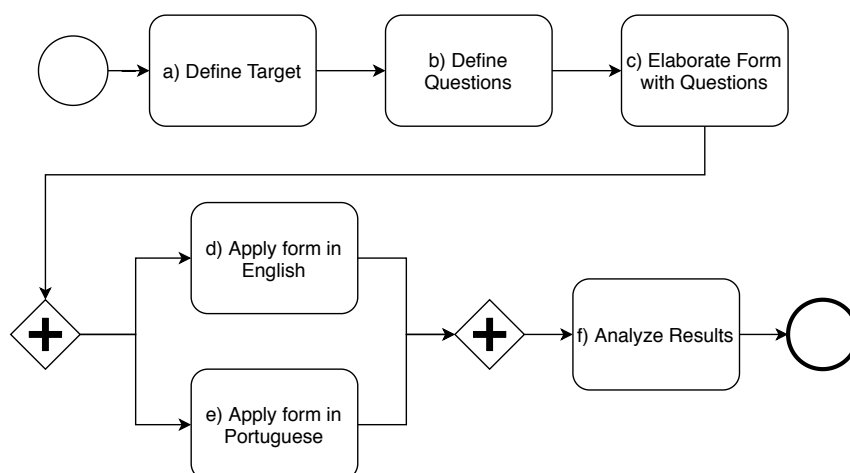 a) Define Target
b) Define
Questions
c) Elaborate Form
with Questions
d) Apply form in
English
e) Apply form in
Portuguese
f) Analyze Results